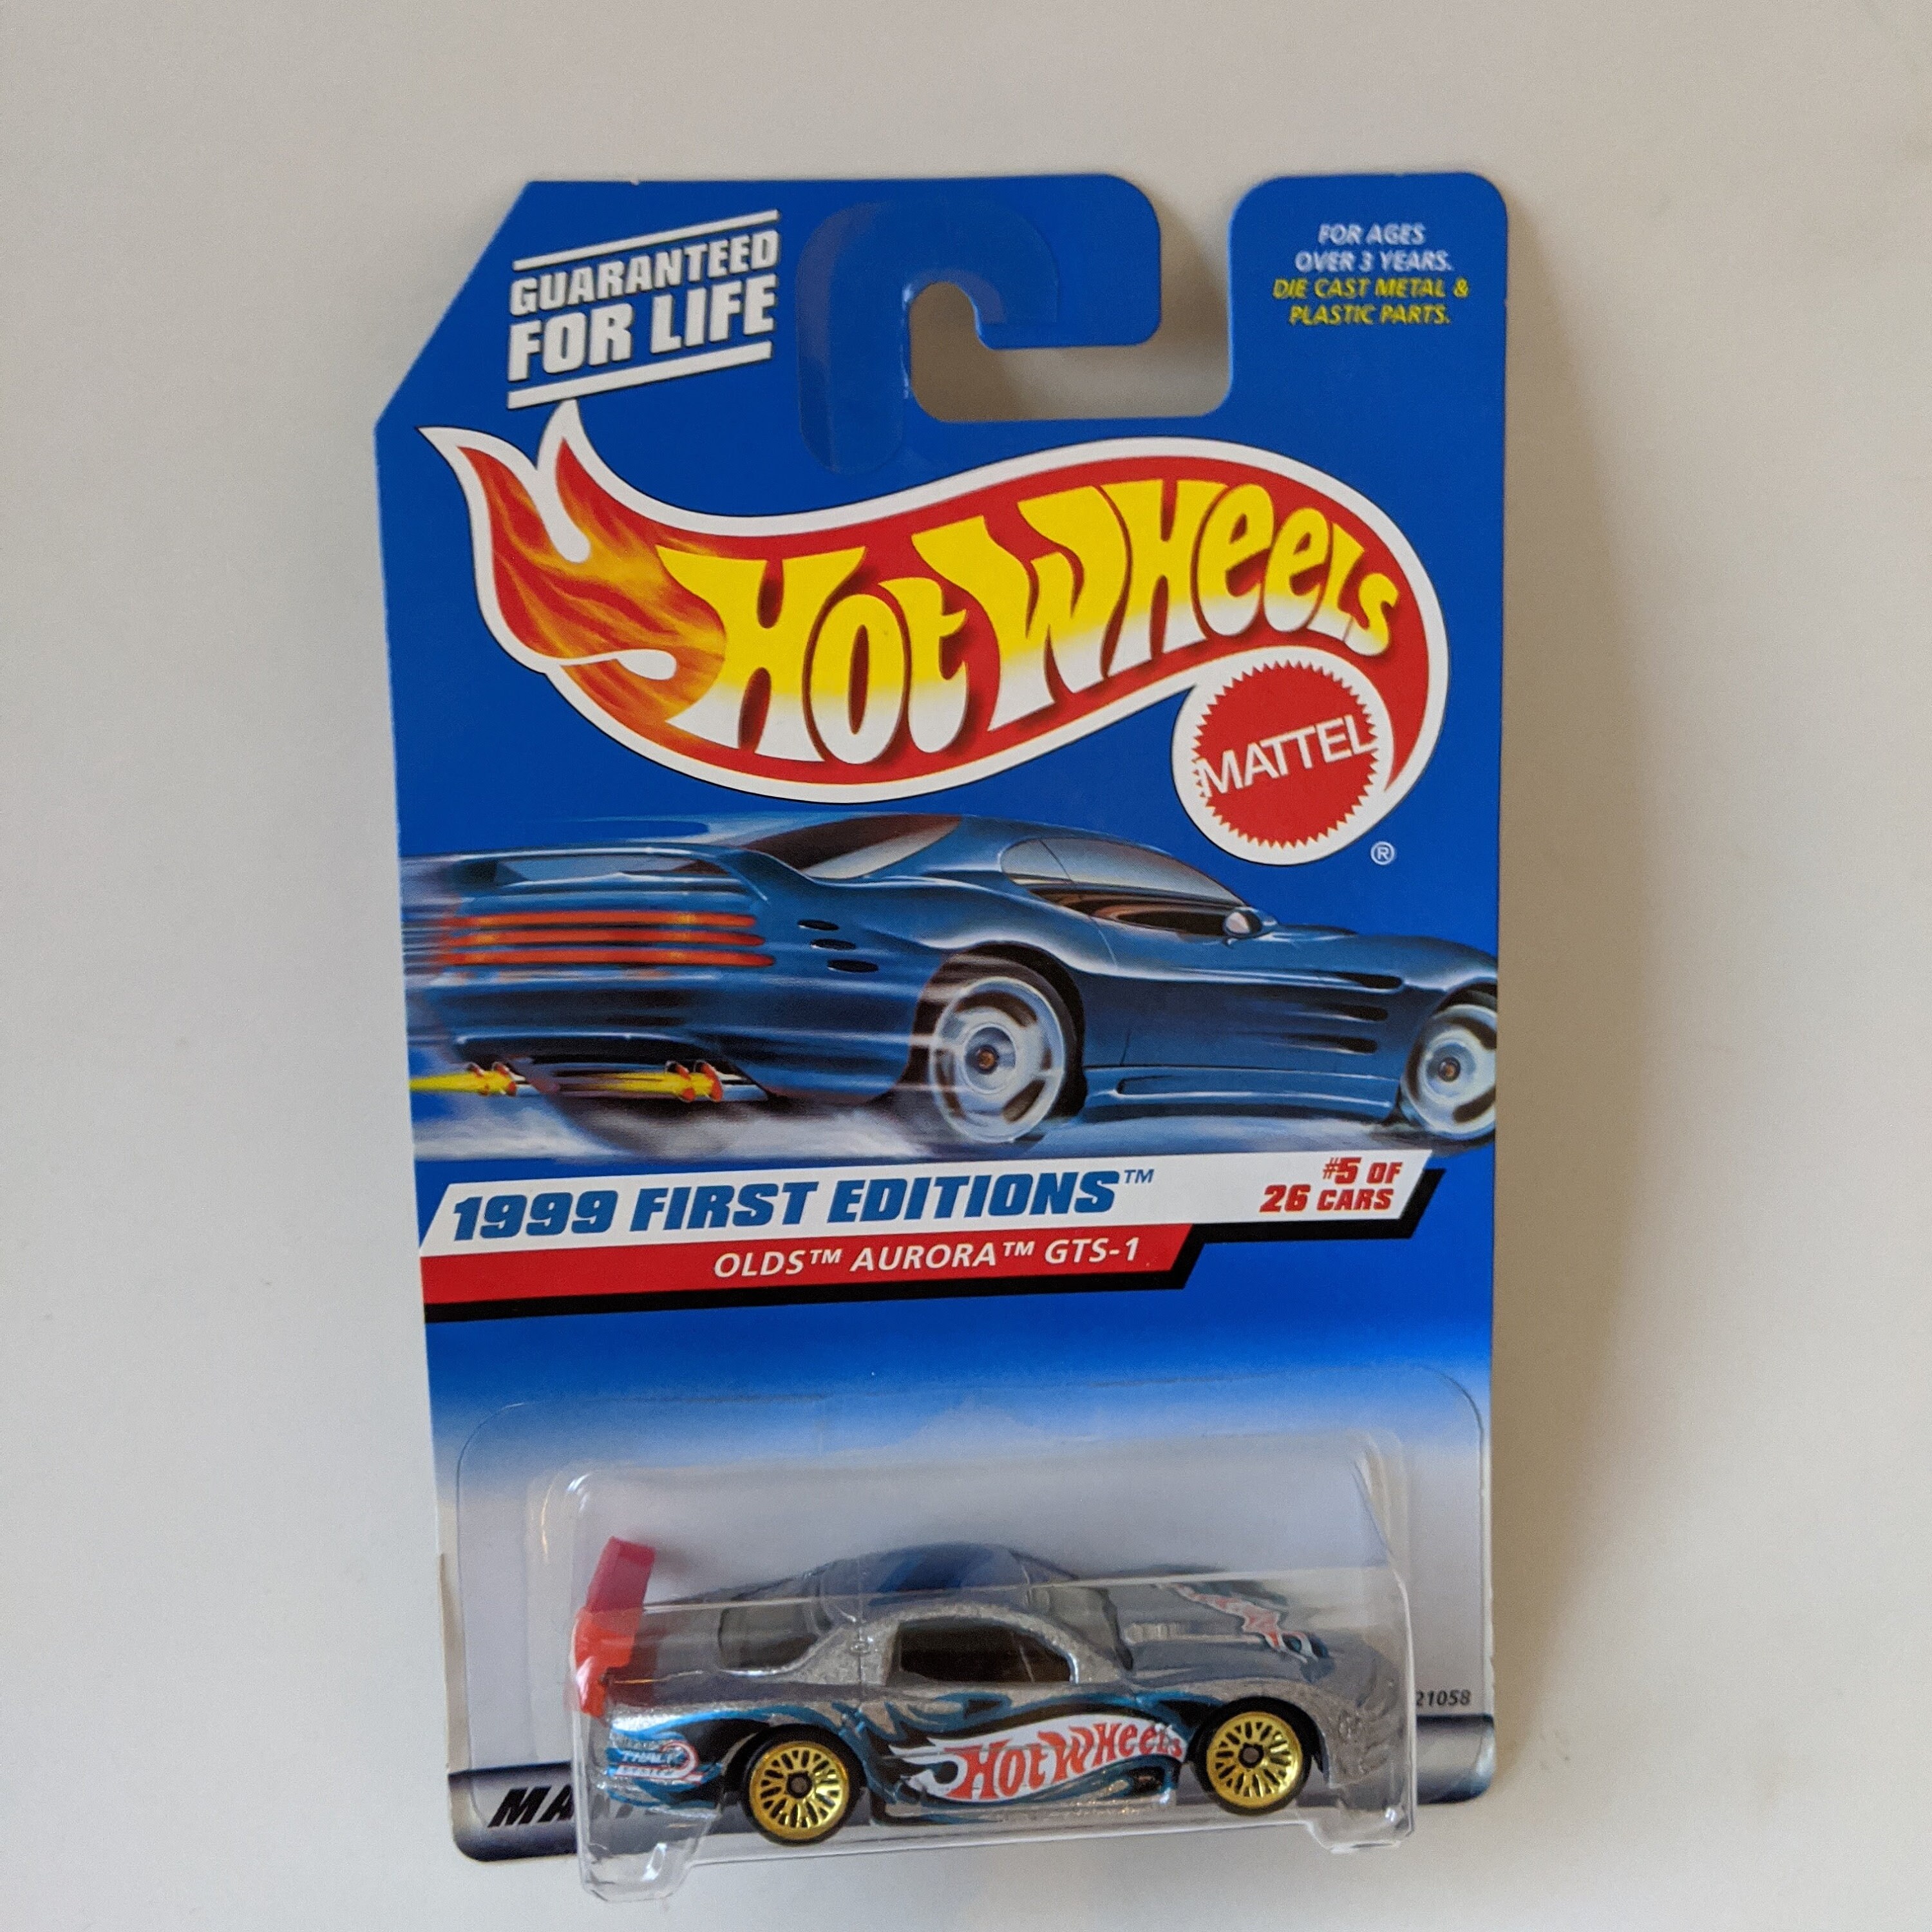 GUARANTEED
FOR LIFE
FOR AGES
OVER 3 YEARS.
DIE CAST METAL &
PLASTIC PARTS.
HOT WHEELS
MATTEL
®
1999 FIRST EDITIONS™
#5 OF
26 CARS
OLDS™ AURORA™ GTS-1
21058
HOT WHEELS
MA